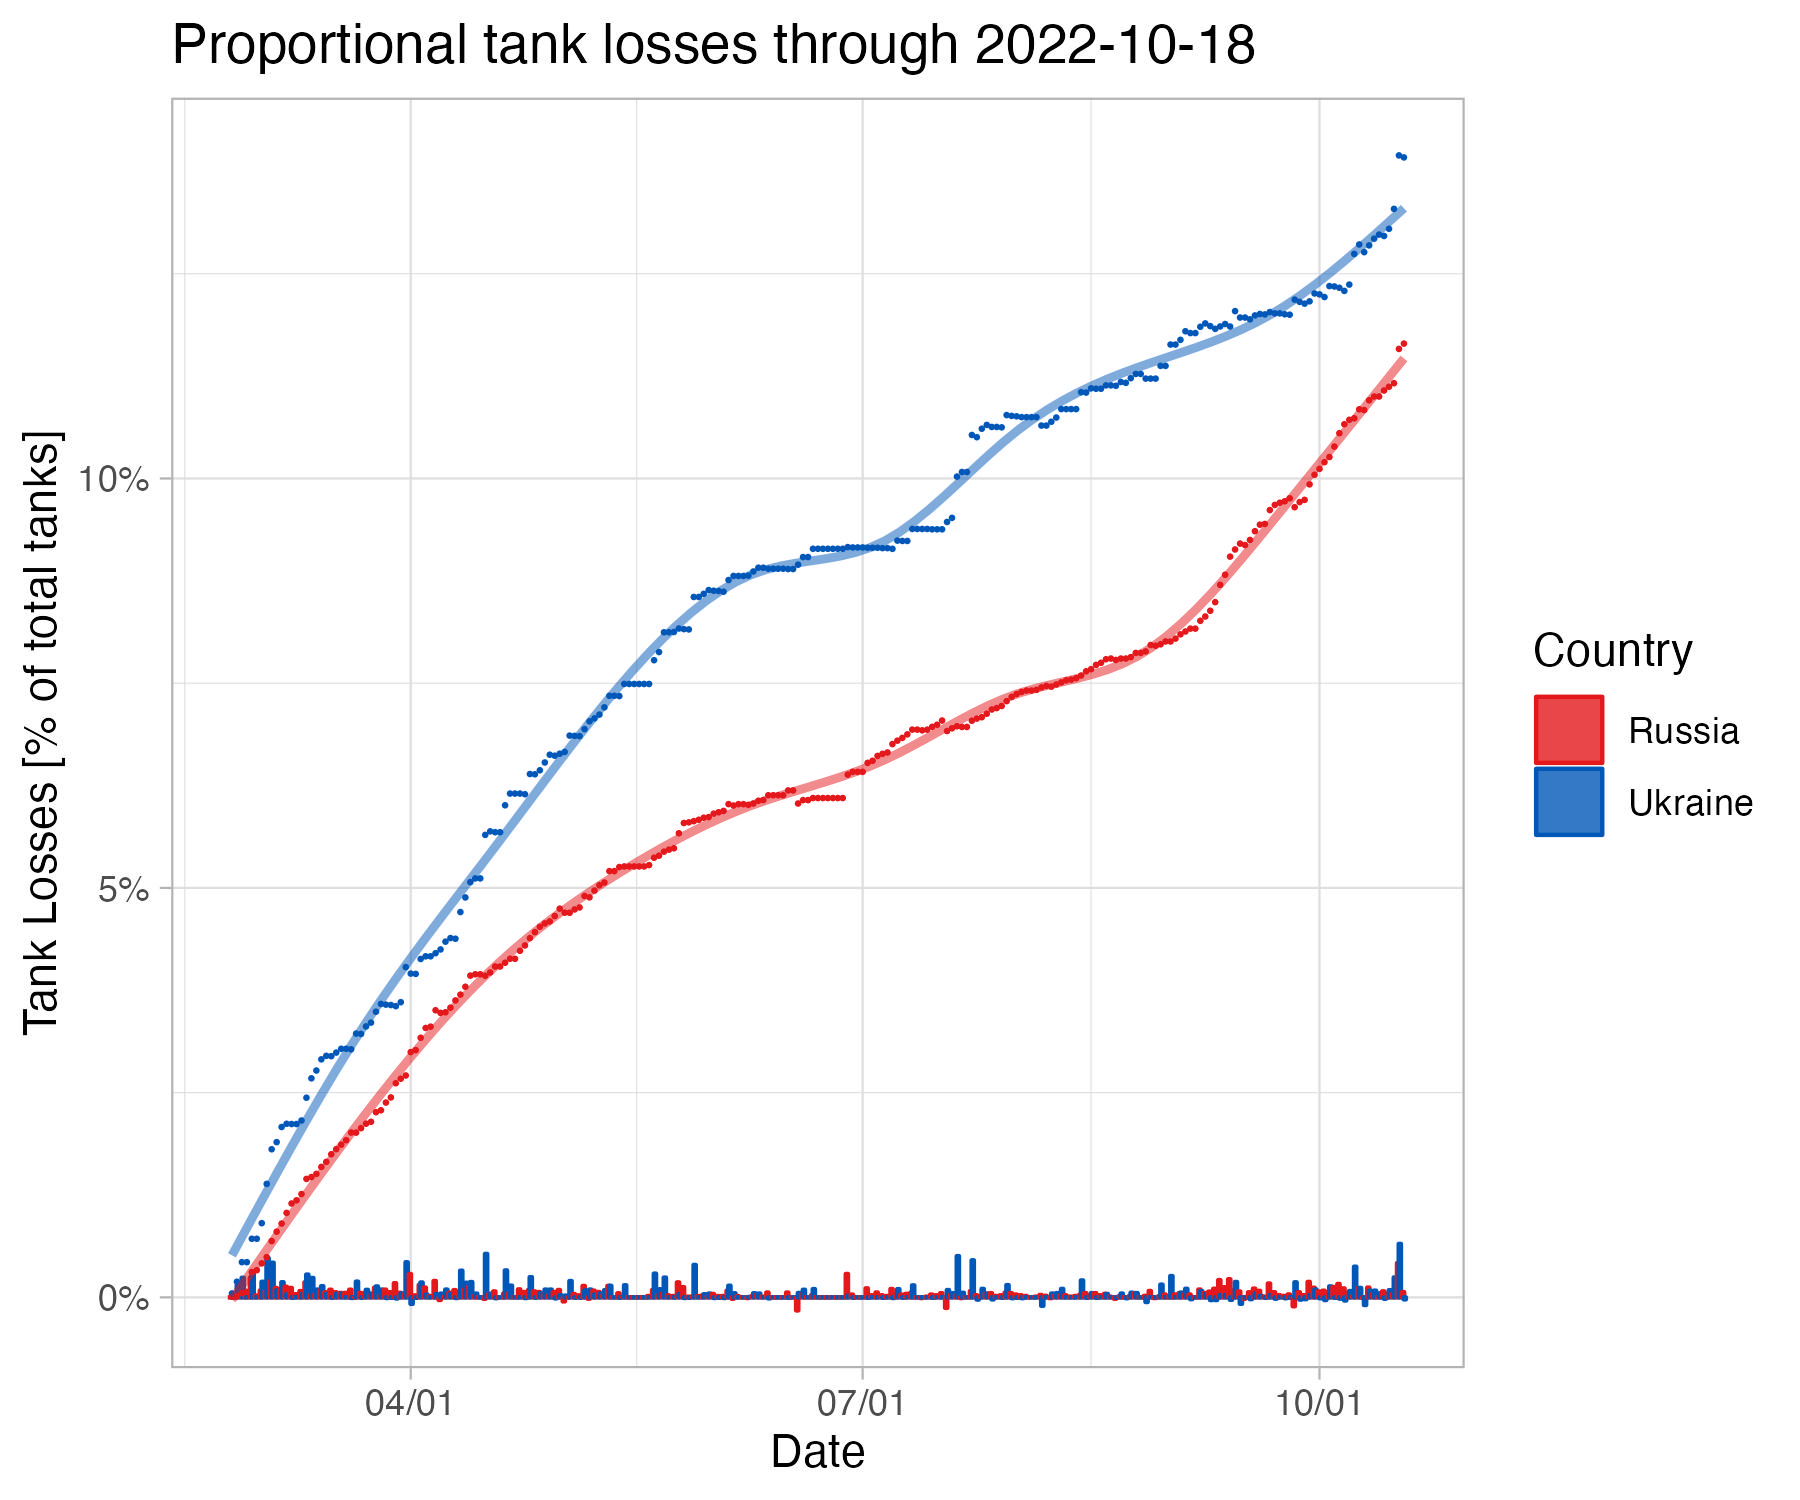 Proportional tank losses through 2022-10-18
Tank Losses [% of total tanks]
10%
5%
0%
04/01 07/01 10/01
Date
Country
Russia
Ukraine